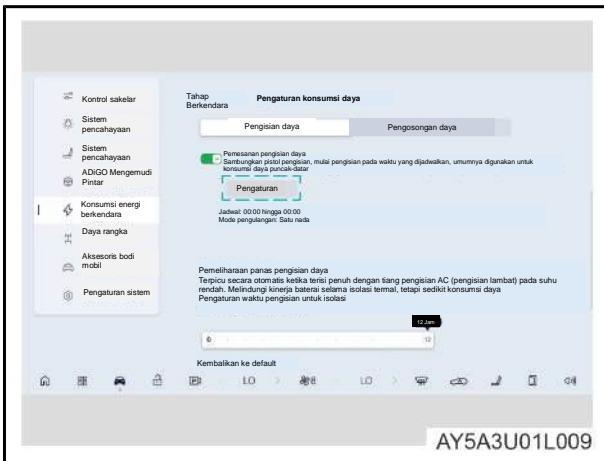 Kontrol sakelar
Sistem
pencahayaan
Sistem
pencahayaan
ADiGO Mengemudi
Pintar
Konsumsi energi
berkendara
Daya rangka
Aksesoris bodi
mobil
Pengaturan sistem
Tahap
Berkendara
Pengaturan konsumsi daya
Pengisian daya
Pengosongan daya
Pemesanan pengisian daya
Sambungkan pistol pengisian, mulai pengisian pada waktu yang dijadwalkan, umumnya digunakan untuk
konsumsi daya puncak-datar
Pengaturan
Jadwal: 00:00 hingga 00:00
Mode pengulangan: Satu nada
Pemeliharaan panas pengisian daya
Terpicu secara otomatis ketika terisi penuh dengan tiang pengisian AC (pengisian lambat) pada suhu
rendah. Melindungi kinerja baterai selama isolasi termal, tetapi sedikit konsumsi daya
Pengaturan waktu pengisian untuk isolasi
12 Jam
0
12
Kembalikan ke default
LO
LO
AY5A3U01L009